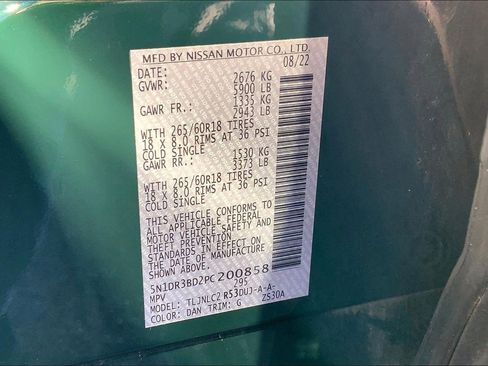 MFD BY NISSAN MOTOR CO., LTD.
DATE: 08/22
GVWR: 2676 KG
5900 LB
GAWR FR.: 1335 KG
2943 LB
WITH 265/60R18 TIRES
18 X 8.0 RIMS AT 36 PSI
COLD SINGLE
GAWR RR.: 1530 KG
3373 LB
WITH 265/60R18 TIRES
18 X 8.0 RIMS AT 36 PSI
COLD SINGLE
THIS VEHICLE CONFORMS TO
ALL APPLICABLE FEDERAL
MOTOR VEHICLE SAFETY AND
STANDARDS IN EFFECT ON
THE DATE OF MANUFACTURE
SHOWN ABOVE.
5N1DR3BD2PC200858
MPV 295
MODEL: TLJNLC2 R53DUJ-A-A-
COLOR: DAN TRIM: G ZS30A